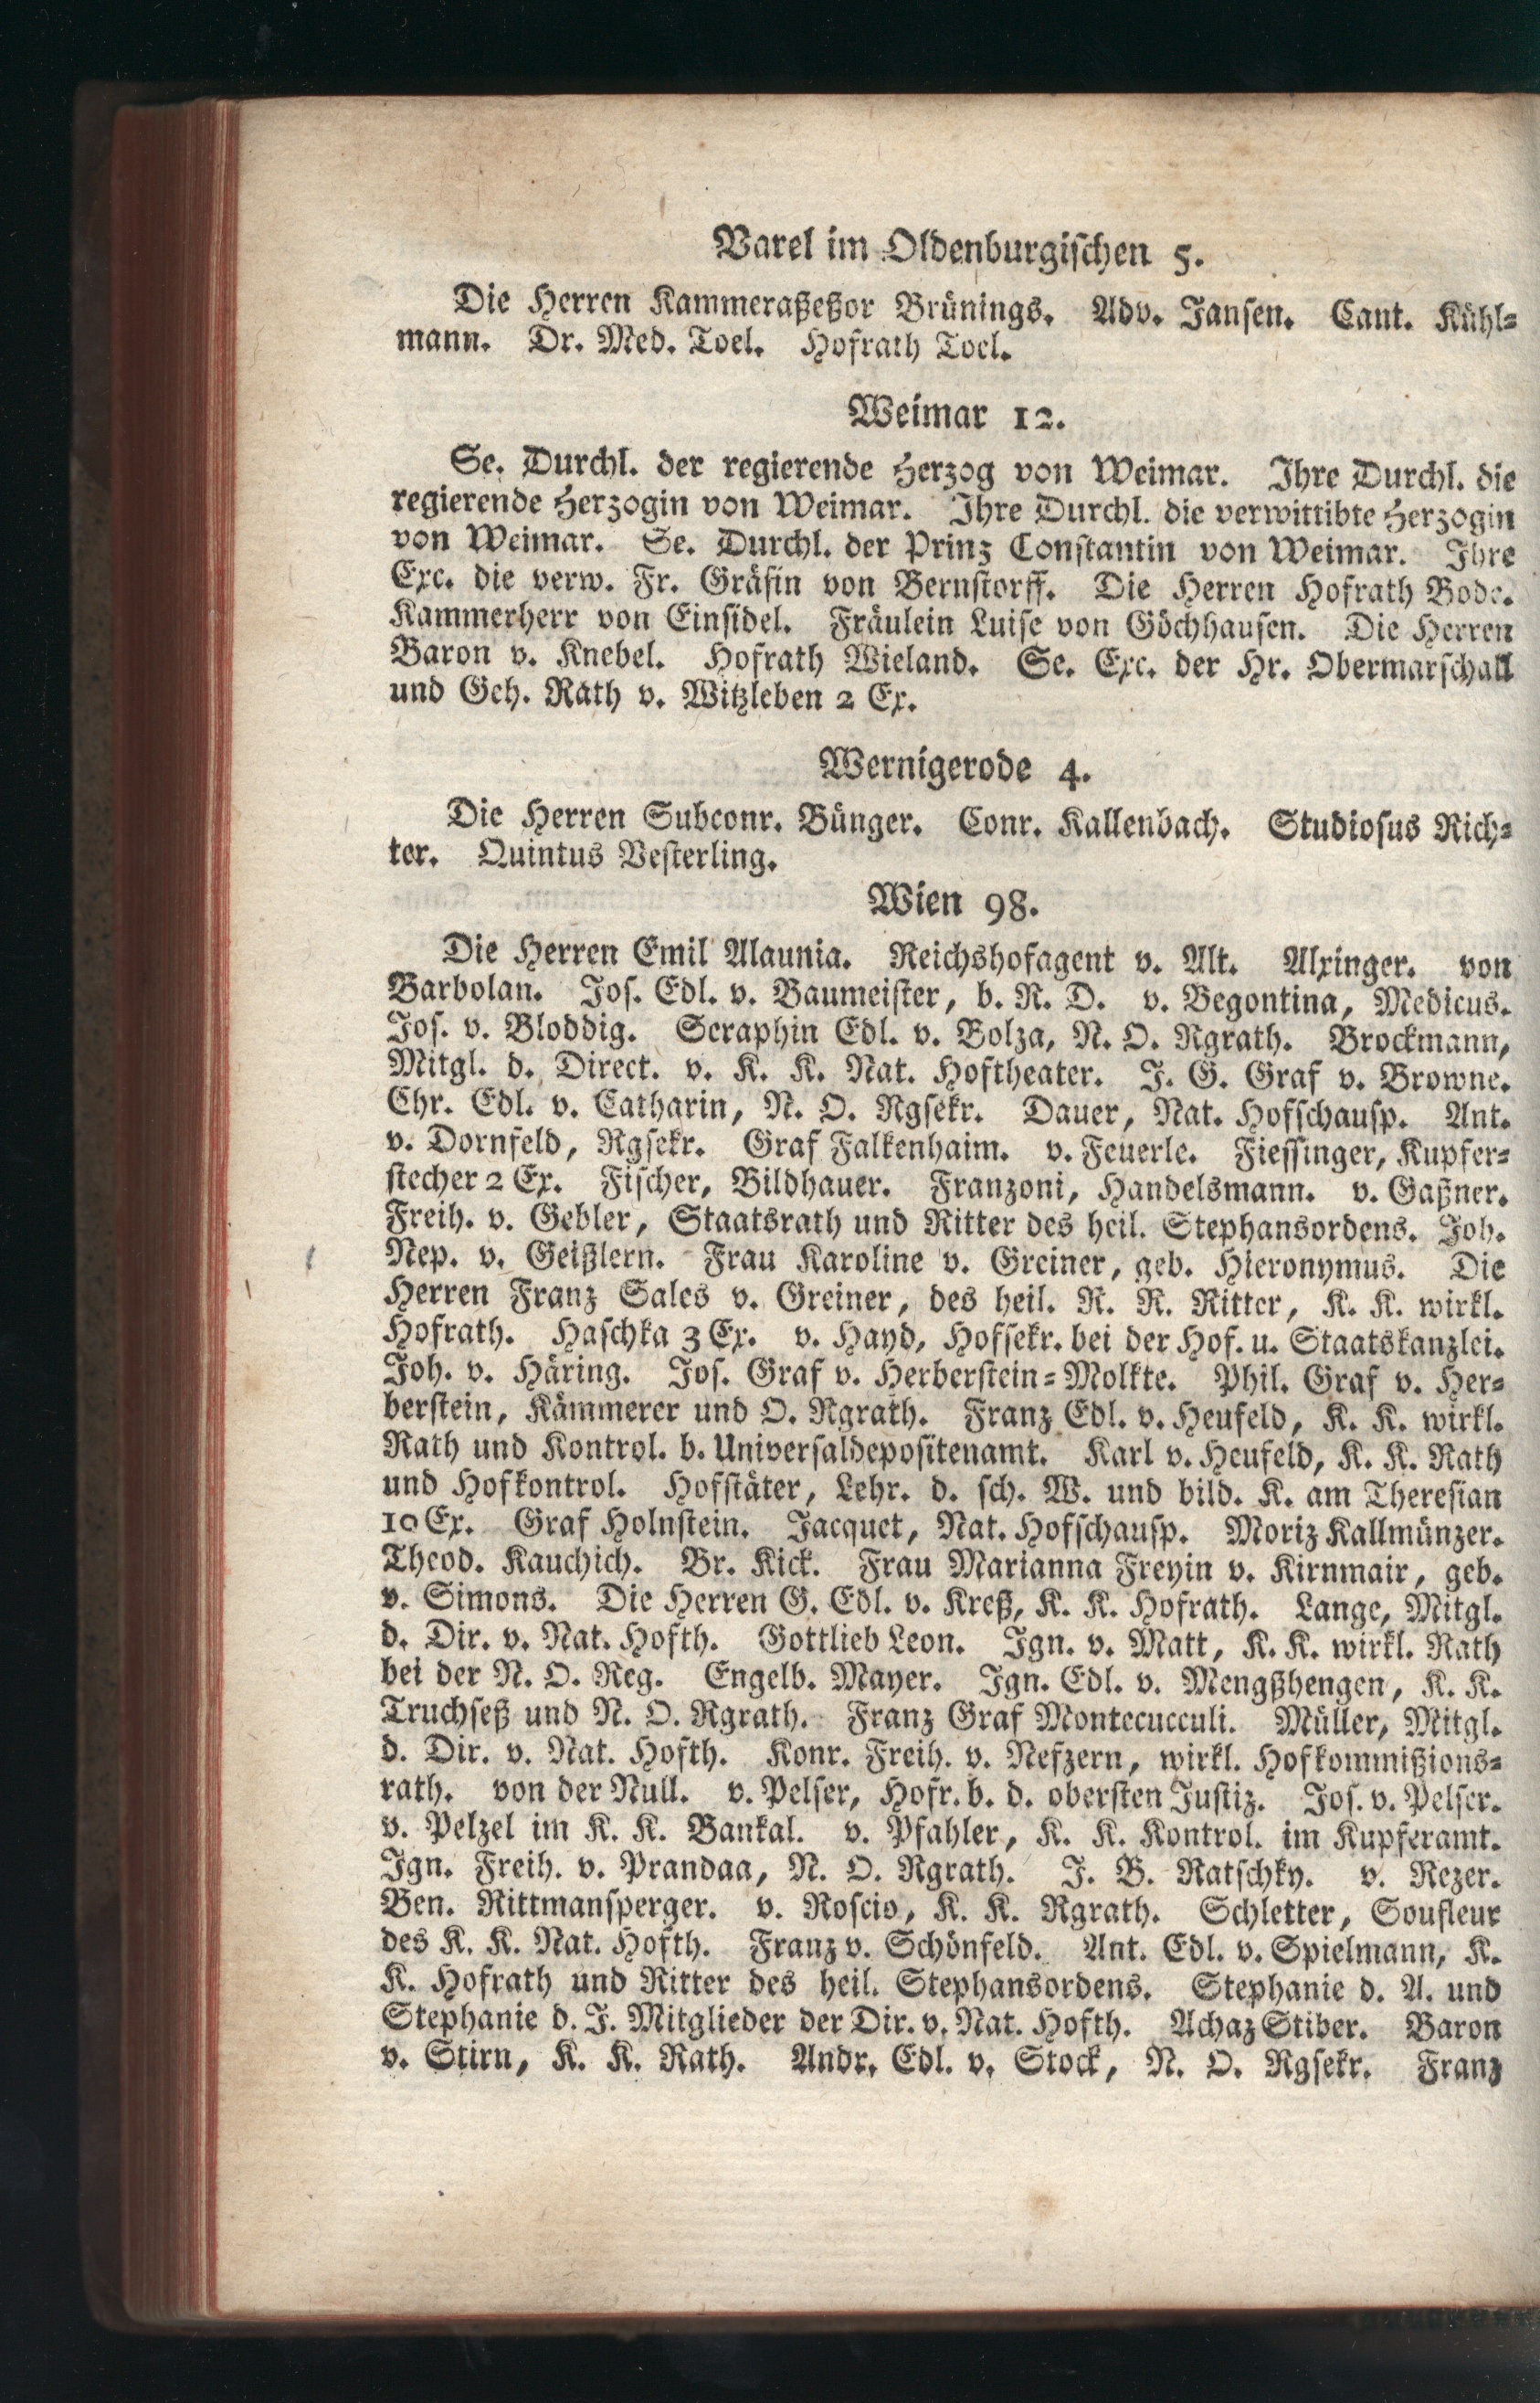 Varel im Oldenburgischen 5.
Die Herren Kammeraßeßor Brünings. Adv. Jansen. Cant. Kühl=
mann. Dr. Med. Toel. Hofrath Toel.
Weimar 12.
Se. Durchl. der regierende Herzog von Weimar. Ihre Durchl. die
regierende Herzogin von Weimar. Ihre Durchl. die verwittibte Herzogin
von Weimar. Se. Durchl. der Prinz Constantin von Weimar. Ihre
Exc. die verw. Fr. Gräfin von Bernstorff. Die Herren Hofrath Bode.
Kammerherr von Einsidel. Fräulein Luise von Göchhausen. Die Herren
Baron v. Knebel. Hofrath Wieland. Se. Exc. der Hr. Obermarschall
und Geh. Rath v. Witzleben 2 Ex.
Wernigerode 4.
Die Herren Subconr. Bünger. Conr. Kallenbach. Studiosus Rich=
ter. Quintus Vesterling.
Wien 98.
Die Herren Emil Alaunia. Reichshofagent v. Alt. Alxinger. von
Barbolan. Jos. Edl. v. Baumeister, b. R. D. v. Begontina, Medicus.
Jos. v. Bloddig. Seraphin Edl. v. Bolza, N. O. Rgrath. Brockmann,
Mitgl. d. Direct. v. K. K. Nat. Hoftheater. J. G. Graf v. Browne.
Chr. Edl. v. Catharin, N. O. Rgsekr. Dauer, Nat. Hofschausp. Ant.
v. Dornfeld, Rgsekr. Graf Falkenhaim. v. Feuerle. Fiessinger, Kupfer=
stecher 2 Ex. Fischer, Bildhauer. Franzoni, Handelsmann. v. Gaßner.
Freih. v. Gebler, Staatsrath und Ritter des heil. Stephansordens. Joh.
Nep. v. Geißlern. Frau Karoline v. Greiner, geb. Hieronymus. Die
Herren Franz Sales v. Greiner, des heil. R. R. Ritter, K. K. wirkl.
Hofrath. Haschka 3 Ex. v. Hayd, Hofsekr. bei der Hof. u. Staatskanzlei.
Joh. v. Häring. Jos. Graf v. Herberstein=Molkte. Phil. Graf v. Her=
berstein, Kämmerer und O. Rgrath. Franz Edl. v. Heufeld, K. K. wirkl.
Rath und Kontrol. b. Universaldepositenamt. Karl v. Heufeld, K. K. Rath
und Hofkontrol. Hofstäter, Lehr. d. sch. W. und bild. K. am Theresian
10 Ex. Graf Holnstein. Jacquet, Nat. Hofschausp. Moriz Kallmünzer.
Theod. Kauchich. Br. Kick. Frau Marianna Freyin v. Kirnmair, geb.
v. Simons. Die Herren G. Edl. v. Kreß, K. K. Hofrath. Lange, Mitgl.
d. Dir. v. Nat. Hofth. Gottlieb Leon. Ign. v. Matt, K. K. wirkl. Rath
bei der N. O. Reg. Engelb. Mayer. Ign. Edl. v. Mengßhengen, K. K.
Truchseß und N. O. Rgrath. Franz Graf Montecucculi. Müller, Mitgl.
d. Dir. v. Nat. Hofth. Konr. Freih. v. Nefzern, wirkl. Hofkommißions=
rath. von der Null. v. Pelser, Hofr. b. d. obersten Justiz. Jos. v. Pelser.
v. Pelzel im K. K. Bankal. v. Pfahler, K. K. Kontrol. im Kupferamt.
Ign. Freih. v. Prandaa, N. O. Rgrath. J. B. Ratschky. v. Rezer.
Ben. Rittmansperger. v. Roscio, K. K. Rgrath. Schletter, Soufleur
des K. K. Nat. Hofth. Franz v. Schönfeld. Ant. Edl. v. Spielmann, K.
K. Hofrath und Ritter des heil. Stephansordens. Stephanie d. A. und
Stephanie d. J. Mitglieder der Dir. v. Nat. Hofth. Achaz Stiber. Baron
v. Stirn, K. K. Rath. Andr. Edl. v. Stock, N. O. Rgsekr. Franz